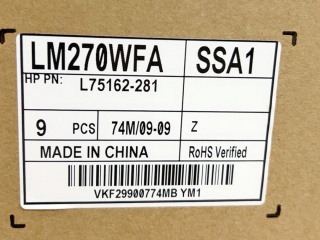 LM270WFA SSA1
HP PN: L75162-281
9 PCS 74M/09-09 Z
MADE IN CHINA RoHS Verified
VKF29900774MB YM1